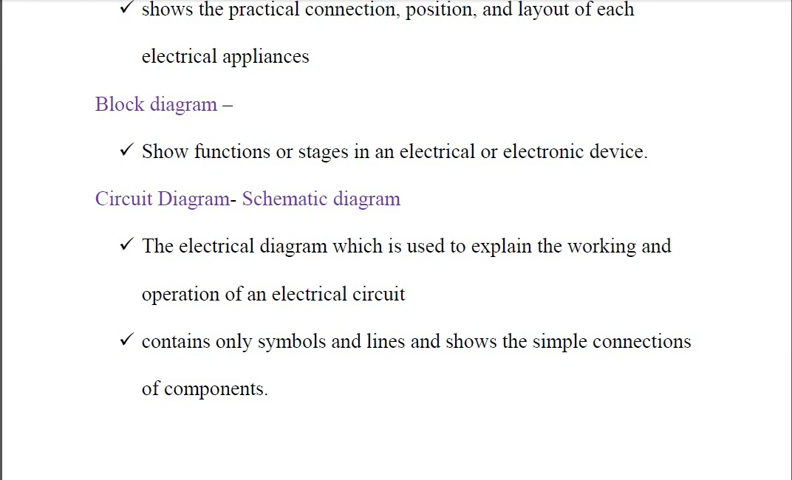 ✓ shows the practical connection, position, and layout of each
electrical appliances
Block diagram –
✓ Show functions or stages in an electrical or electronic device.
Circuit Diagram- Schematic diagram
✓ The electrical diagram which is used to explain the working and
operation of an electrical circuit
✓ contains only symbols and lines and shows the simple connections
of components.